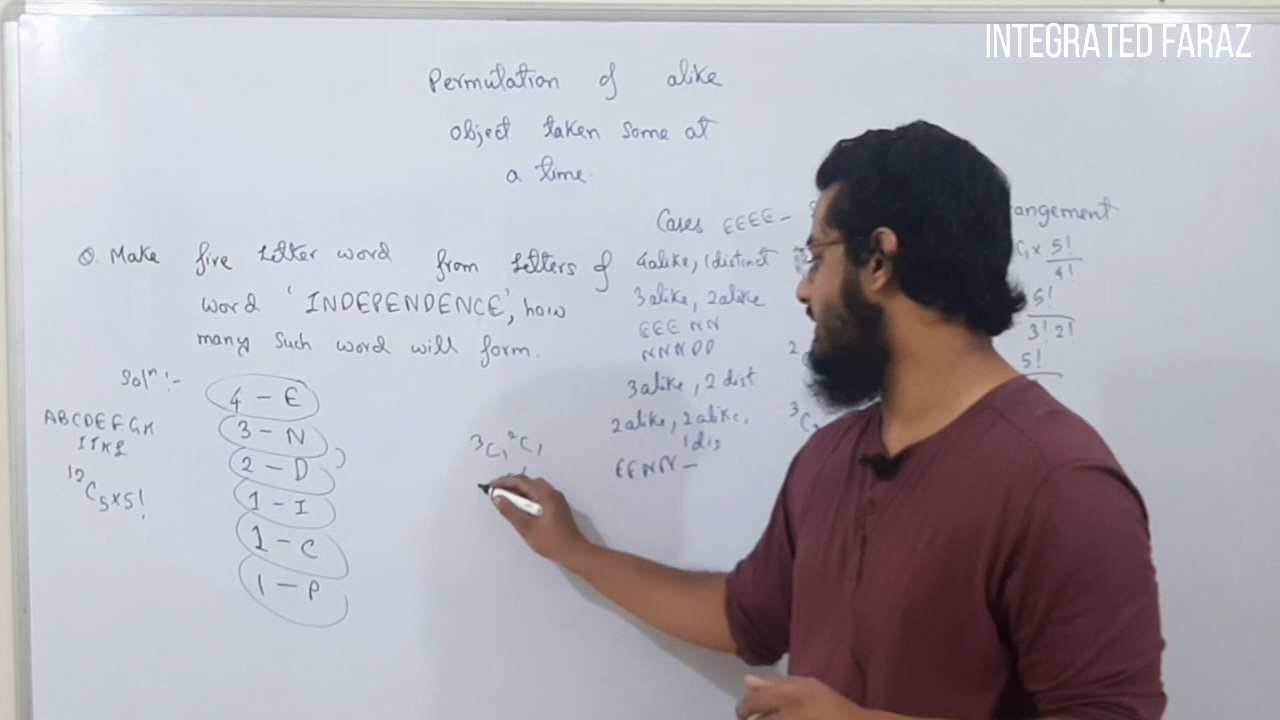 INTEGRATED FARAZ
Permutation of alike
object taken some at
a time.
Q. Make five letter word from letters of
word 'INDEPENDENCE', how
many such word will form.
Soln :-
ABCDEFGH
IJKL
12C5×5!
4 - E
3 - N
2 - D
1 - I
1 - C
1 - P
3C1 2C1
Cases EEEE -
4alike, 1distinct
3alike, 2alike
EEE NN
NNN DD
3alike, 2 dist
2alike, 2alike,
1dis
EENN -
angement
C1 × 5!/4!
5!/3!2!
2
5!
3C2